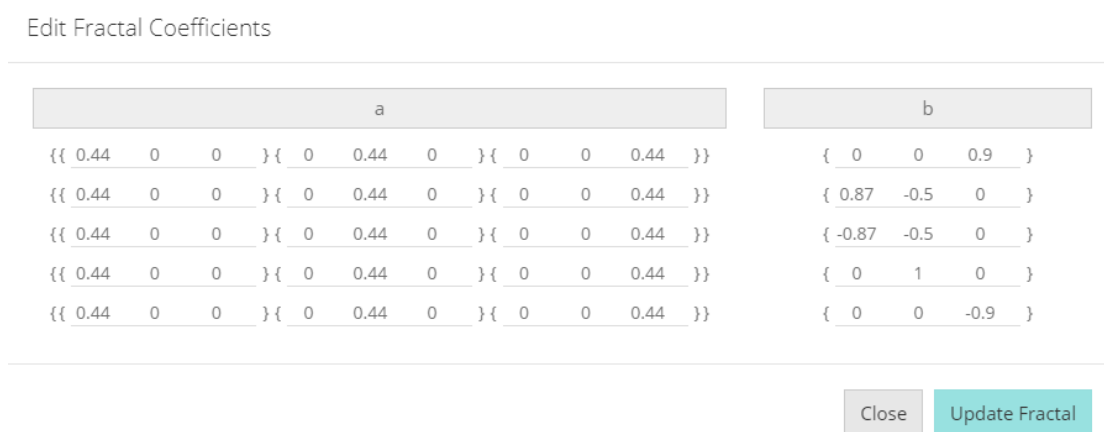 Edit Fractal Coefficients
a b
{{ 0.44 0 0 } { 0 0.44 0 } { 0 0 0.44 }} { 0 0 0.9 }
{{ 0.44 0 0 } { 0 0.44 0 } { 0 0 0.44 }} { 0.87 -0.5 0 }
{{ 0.44 0 0 } { 0 0.44 0 } { 0 0 0.44 }} { -0.87 -0.5 0 }
{{ 0.44 0 0 } { 0 0.44 0 } { 0 0 0.44 }} { 0 1 0 }
{{ 0.44 0 0 } { 0 0.44 0 } { 0 0 0.44 }} { 0 0 -0.9 }
Close Update Fractal